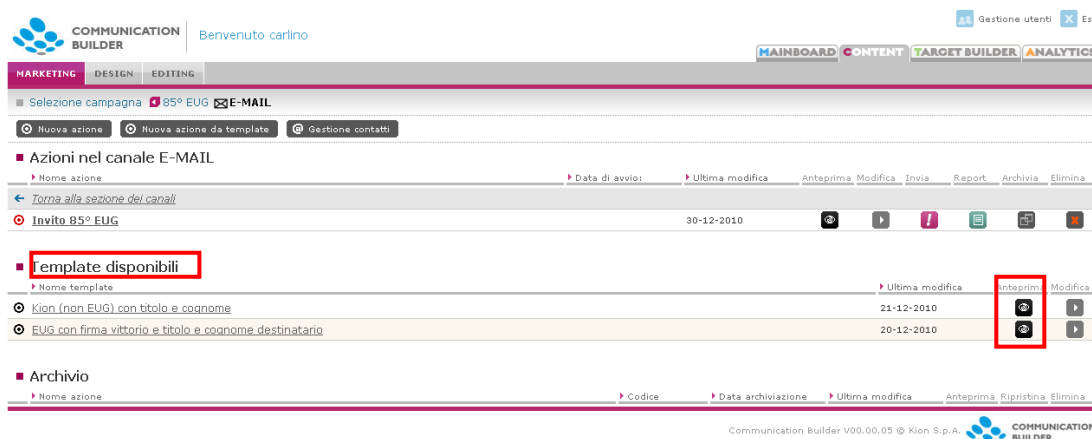 Gestione utenti Es
COMMUNICATION
BUILDER
Benvenuto carlino
MAINBOARD CONTENT TARGET BUILDER ANALYTICS
MARKETING DESIGN EDITING
Selezione campagna 85° EUG E-MAIL
Nuova azione Nuova azione da template Gestione contatti
Azioni nel canale E-MAIL
Nome azione Data di avvio: Ultima modifica Anteprima Modifica Invia Report Archivia Elimina
Torna alla sezione dei canali
Invito 85° EUG 30-12-2010
Template disponibili
Nome template Ultima modifica Anteprima Modifica
Kion (non EUG) con titolo e cognome 21-12-2010
EUG con firma vittorio e titolo e cognome destinatario 20-12-2010
Archivio
Nome azione Codice Data archiviazione Ultima modifica Anteprima Ripristina Elimina
Communication Builder V00.00.05 @ Kion S.p.A. COMMUNICATION
BUILDER